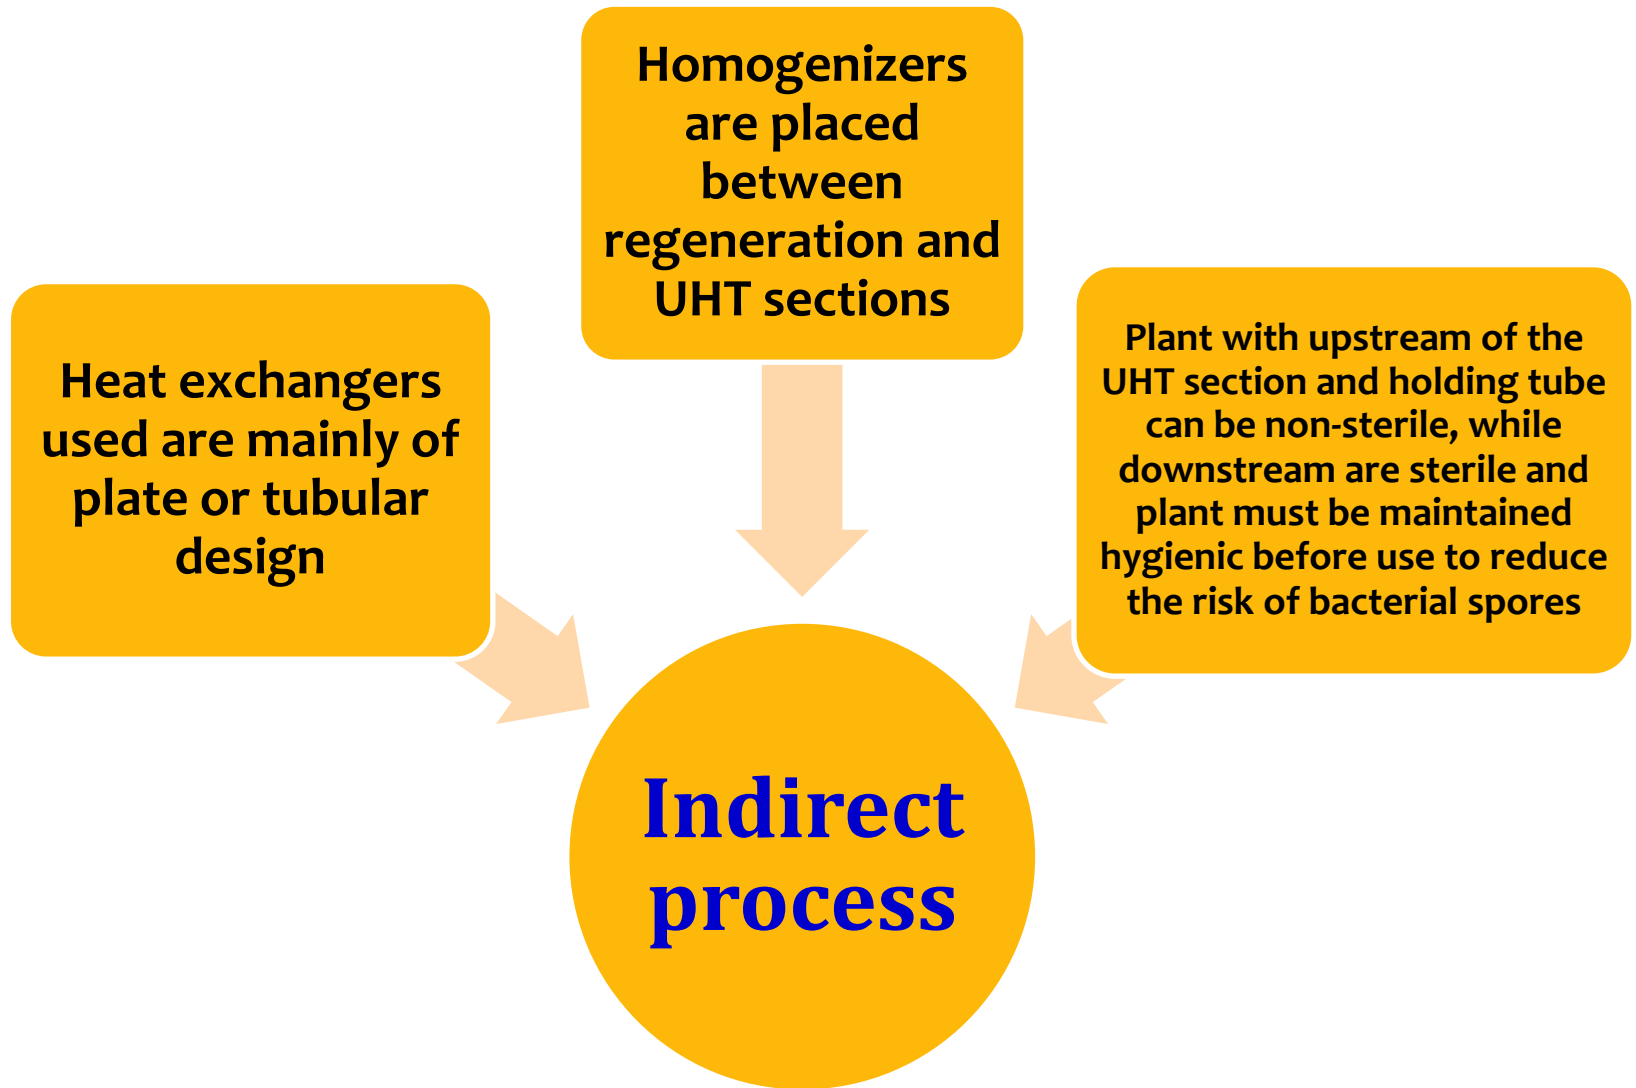 Homogenizers
are placed
between
regeneration and
UHT sections
Heat exchangers
used are mainly of
plate or tubular
design
Plant with upstream of the
UHT section and holding tube
can be non-sterile, while
downstream are sterile and
plant must be maintained
hygienic before use to reduce
the risk of bacterial spores
Indirect
process